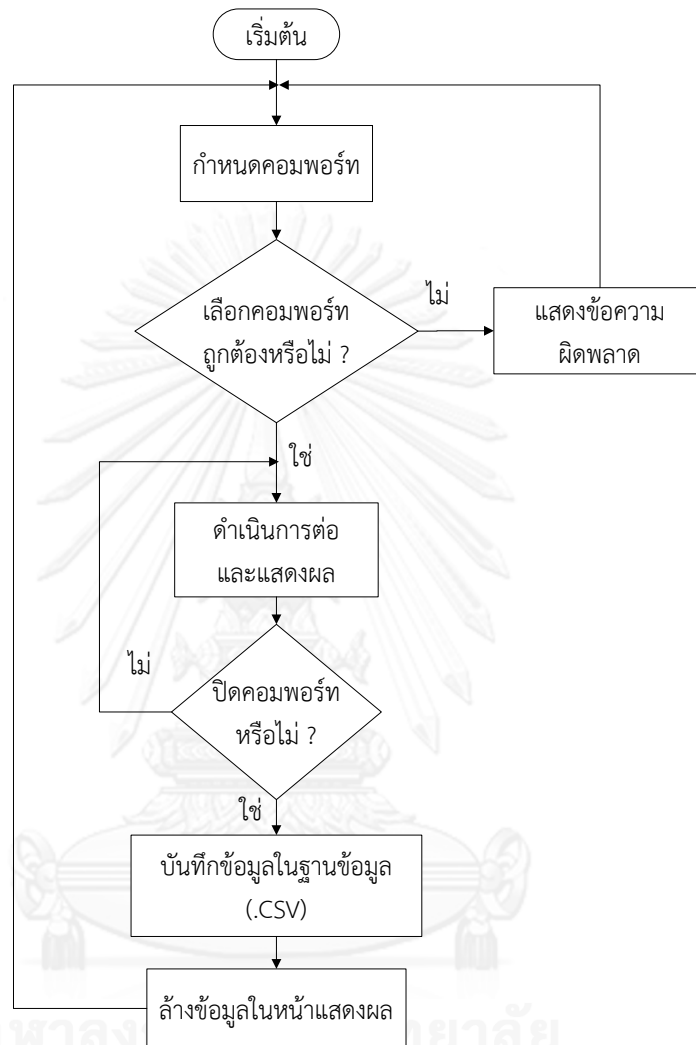 เริ่มต้น
กำหนดคอมพอร์ท
เลือกคอมพอร์ท
ถูกต้องหรือไม่ ?
ไม่
แสดงข้อความ
ผิดพลาด
ใช่
ดำเนินการต่อ
และแสดงผล
ไม่
ปิดคอมพอร์ท
หรือไม่ ?
ใช่
บันทึกข้อมูลในฐานข้อมูล
(.CSV)
ล้างข้อมูลในหน้าแสดงผล